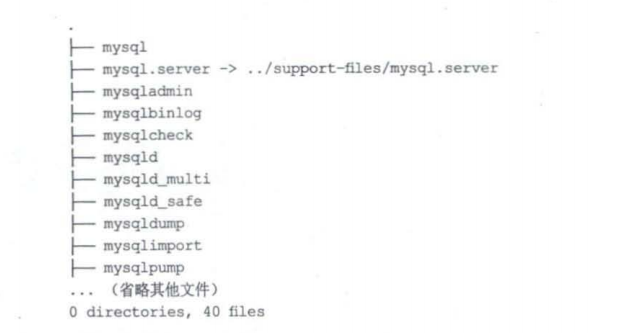 .
├── mysql
├── mysql.server -> ../support-files/mysql.server
├── mysqladmin
├── mysqlbinlog
├── mysqlcheck
├── mysqld
├── mysqld_multi
├── mysqld_safe
├── mysqldump
├── mysqlimport
├── mysqlpump
... （省略其他文件）
0 directories, 40 files